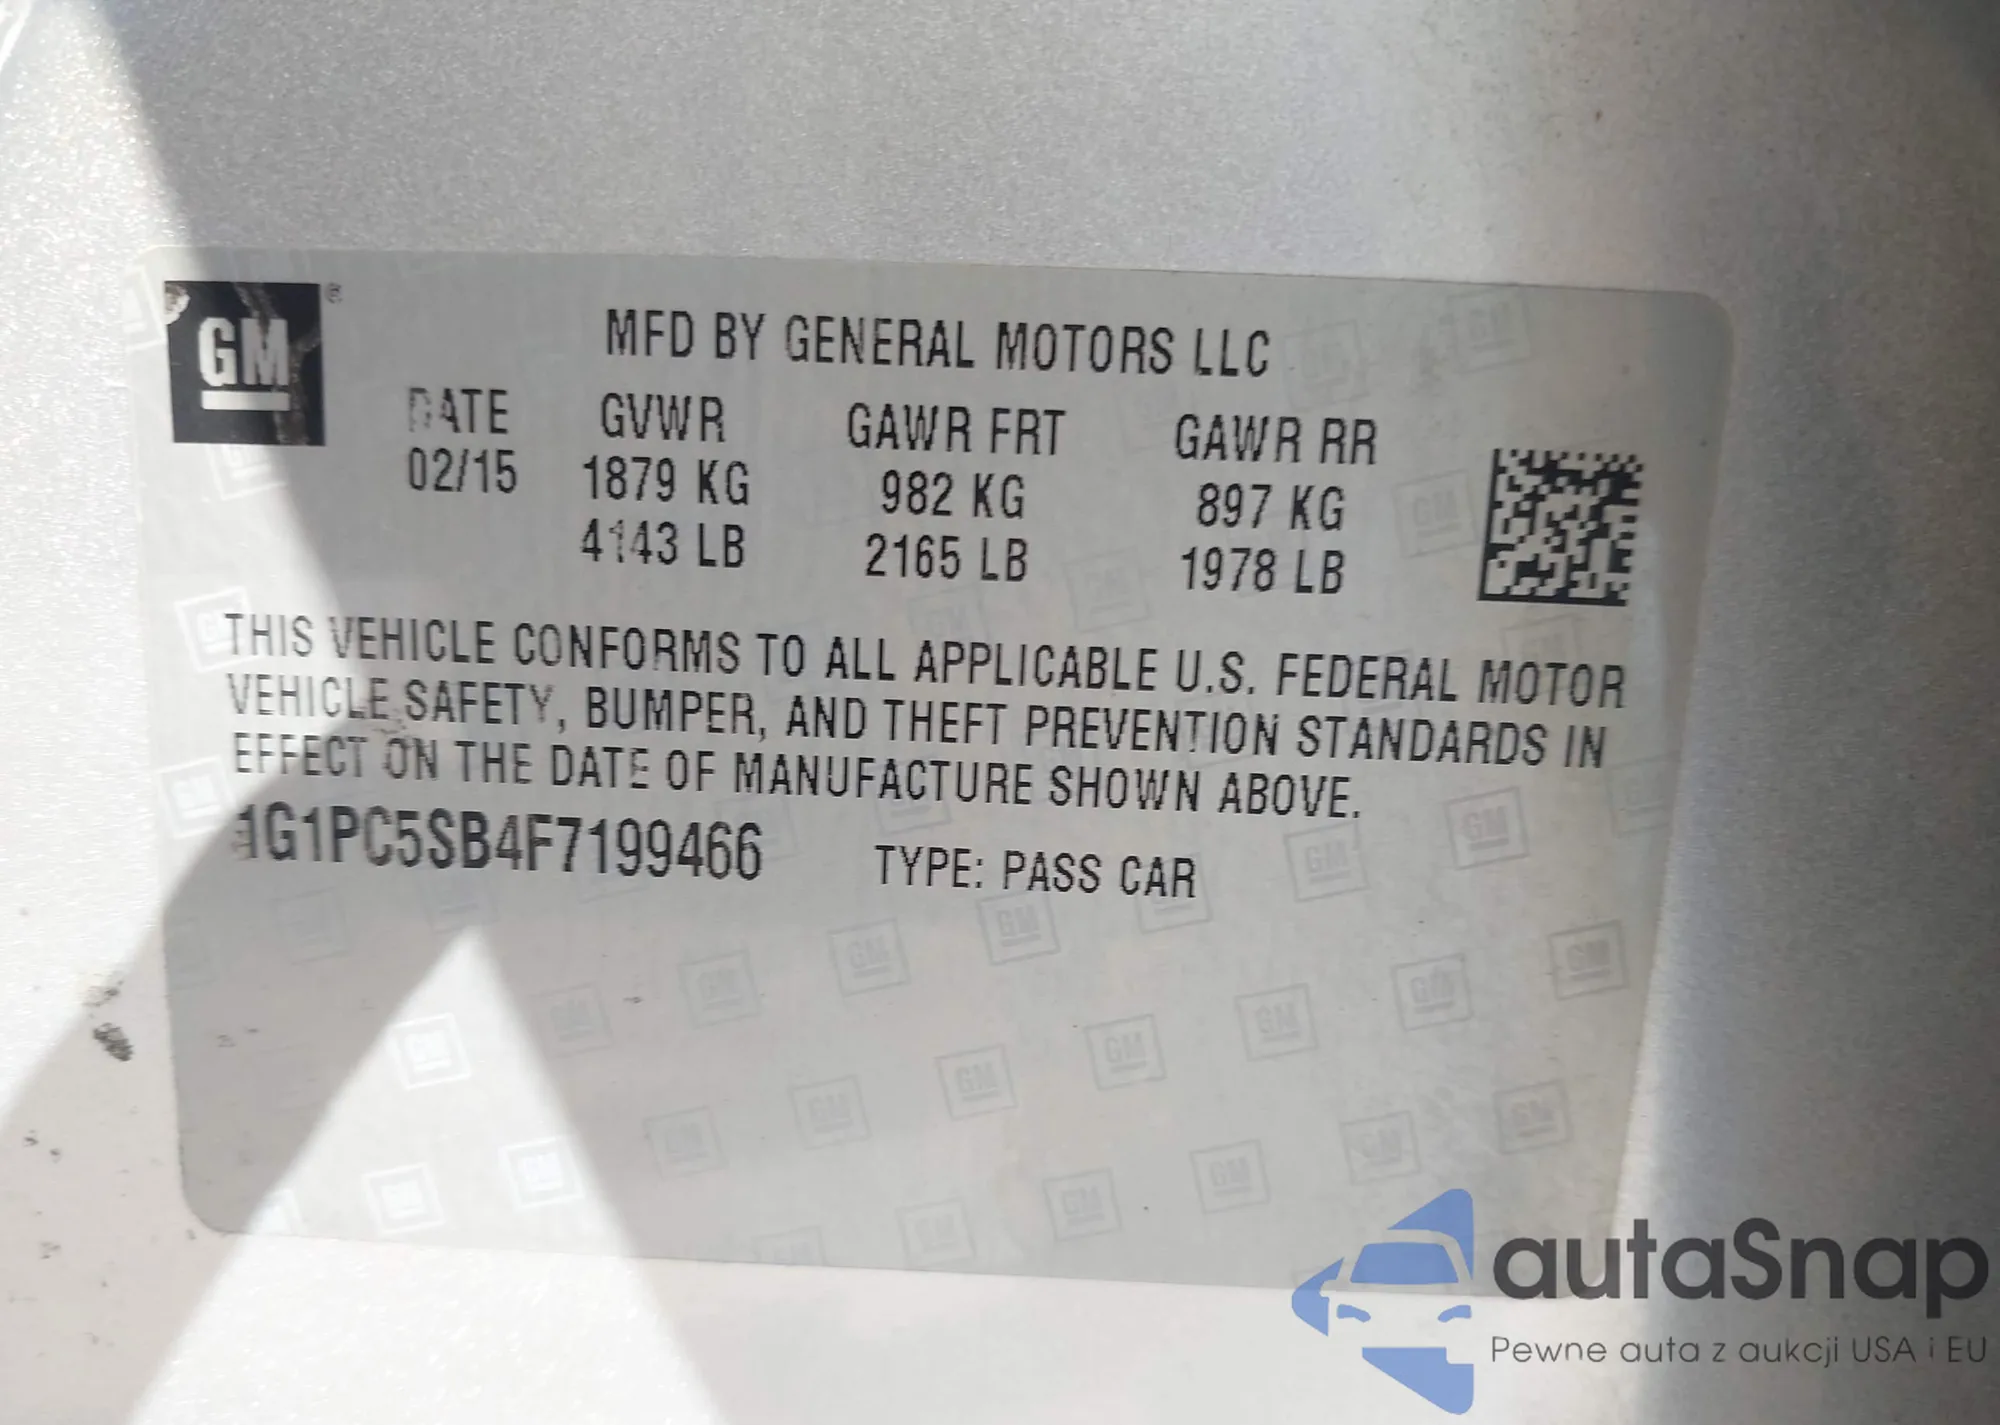 GM ®
MFD BY GENERAL MOTORS LLC
DATE GVWR GAWR FRT GAWR RR
02/15 1879 KG 982 KG 897 KG
4143 LB 2165 LB 1978 LB
THIS VEHICLE CONFORMS TO ALL APPLICABLE U.S. FEDERAL MOTOR
VEHICLE SAFETY, BUMPER, AND THEFT PREVENTION STANDARDS IN
EFFECT ON THE DATE OF MANUFACTURE SHOWN ABOVE.
1G1PC5SB4F7199466 TYPE: PASS CAR
autaSnap
Pewne auta z aukcji USA i EU